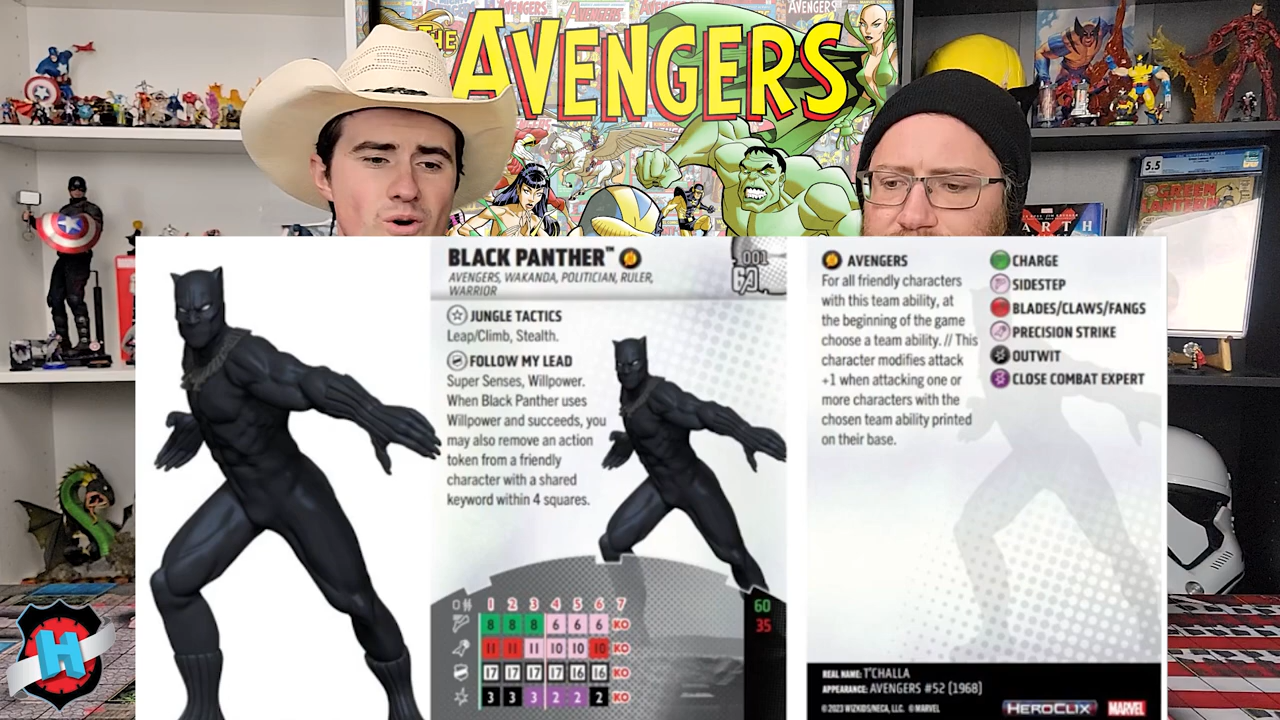 AVENGERS
AVENGERS
AVENGERS
THE AVENGERS
5.5
GREEN
LANTERN
EARTH
BLACK PANTHER™
AVENGERS, WAKANDA, POLITICIAN, RULER,
WARRIOR
001
JUNGLE TACTICS
Leap/Climb, Stealth.
FOLLOW MY LEAD
Super Senses, Willpower.
When Black Panther uses
Willpower and succeeds, you
may also remove an action
token from a friendly
character with a shared
keyword within 4 squares.
1 2 3 4 5 6 7
8 8 8 6 6 6 KO
11 11 11 10 10 10 KO
17 17 17 17 16 16 KO
3 3 3 2 2 2 KO
60
35
AVENGERS
For all friendly characters
with this team ability, at
the beginning of the game
choose a team ability. // This
character modifies attack
+1 when attacking one or
more characters with the
chosen team ability printed
on their base.
CHARGE
SIDESTEP
BLADES/CLAWS/FANGS
PRECISION STRIKE
OUTWIT
CLOSE COMBAT EXPERT
REAL NAME: T'CHALLA
APPEARANCE: AVENGERS #52 (1968)
© 2023 WIZKIDS/NECA, LLC. © MARVEL
HEROCLIX
MARVEL
H